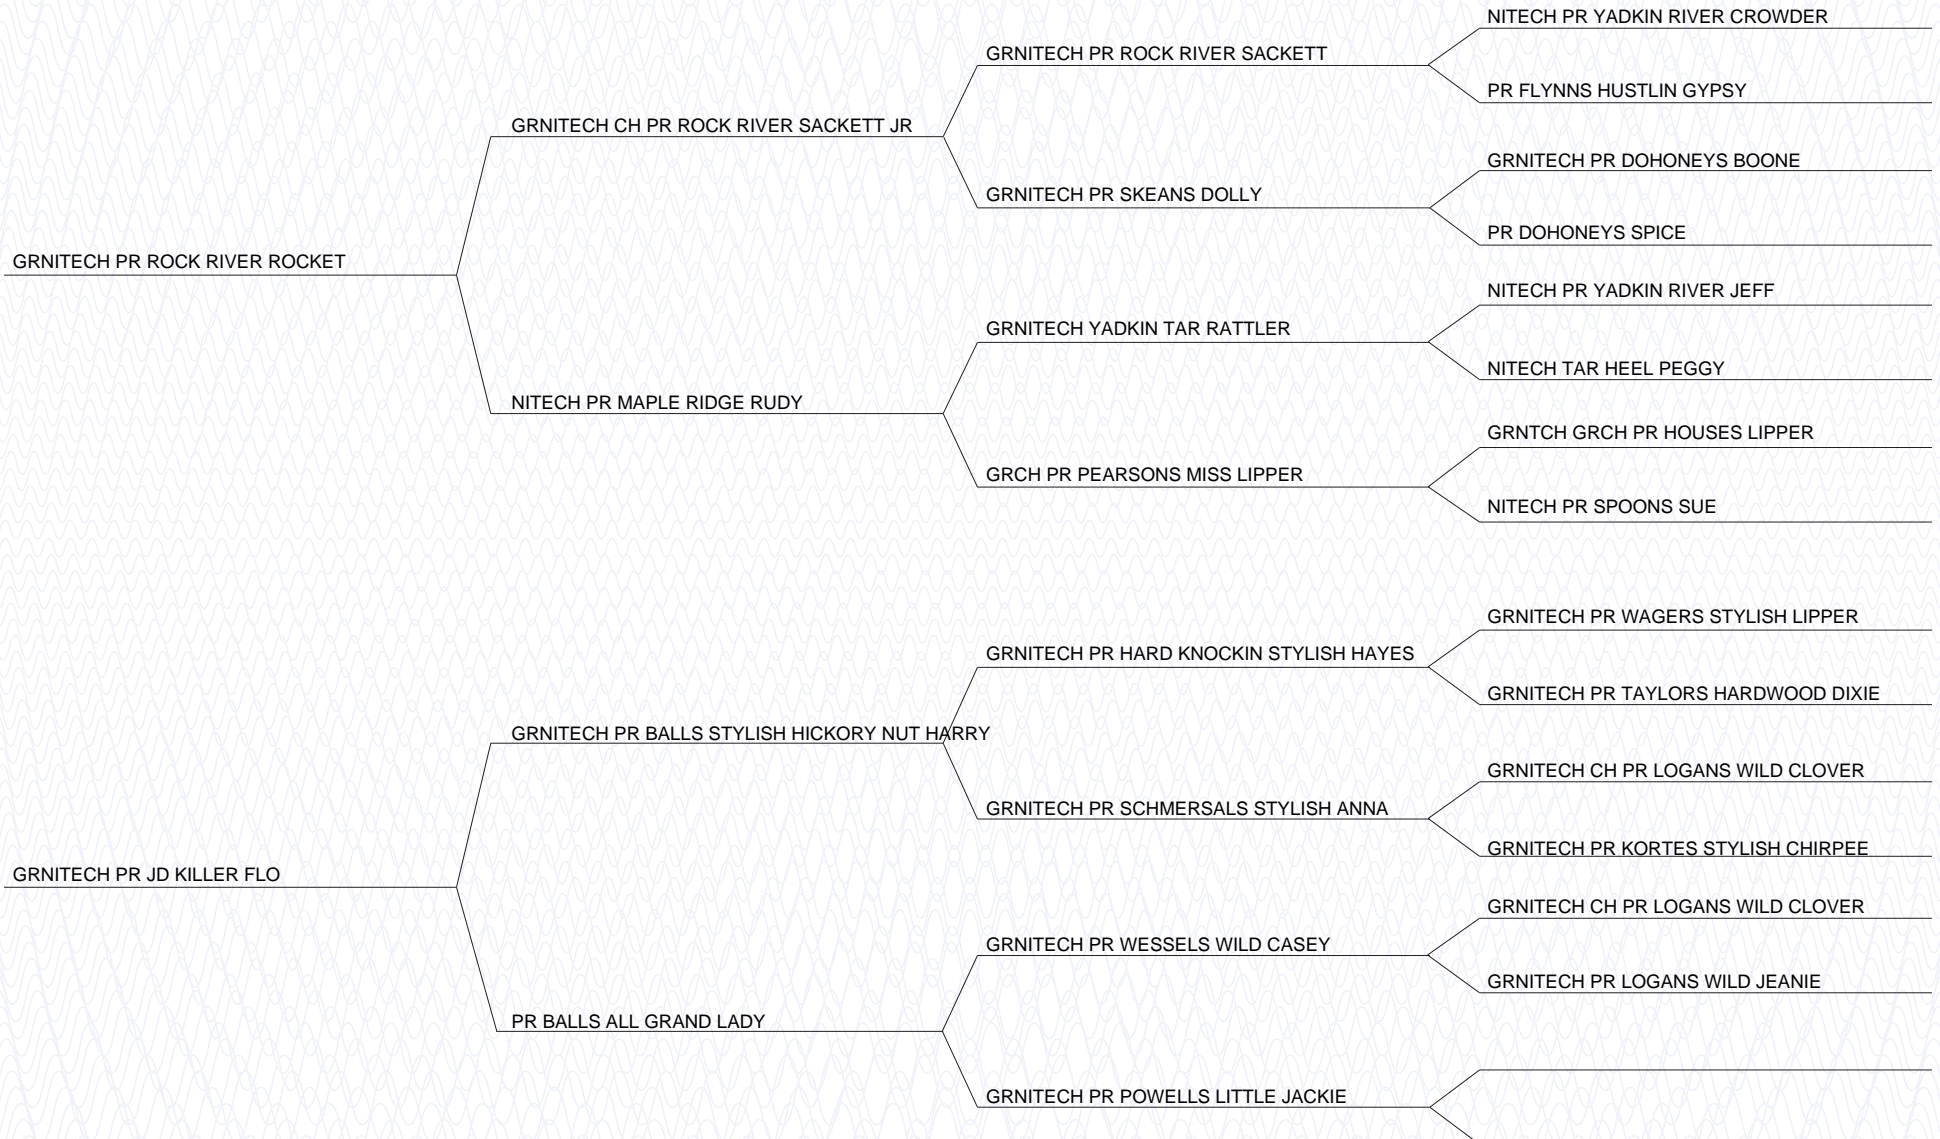 NITECH PR YADKIN RIVER CROWDER
GRNITECH PR ROCK RIVER SACKETT
PR FLYNNS HUSTLIN GYPSY
GRNITECH CH PR ROCK RIVER SACKETT JR
GRNITECH PR DOHONEYS BOONE
GRNITECH PR SKEANS DOLLY
PR DOHONEYS SPICE
GRNITECH PR ROCK RIVER ROCKET
NITECH PR YADKIN RIVER JEFF
GRNITECH YADKIN TAR RATTLER
NITECH TAR HEEL PEGGY
NITECH PR MAPLE RIDGE RUDY
GRNTCH GRCH PR HOUSES LIPPER
GRCH PR PEARSONS MISS LIPPER
NITECH PR SPOONS SUE
GRNITECH PR WAGERS STYLISH LIPPER
GRNITECH PR HARD KNOCKIN STYLISH HAYES
GRNITECH PR TAYLORS HARDWOOD DIXIE
GRNITECH PR BALLS STYLISH HICKORY NUT HARRY
GRNITECH CH PR LOGANS WILD CLOVER
GRNITECH PR SCHMERSALS STYLISH ANNA
GRNITECH PR KORTES STYLISH CHIRPEE
GRNITECH PR JD KILLER FLO
GRNITECH CH PR LOGANS WILD CLOVER
GRNITECH PR WESSELS WILD CASEY
GRNITECH PR LOGANS WILD JEANIE
PR BALLS ALL GRAND LADY
GRNITECH PR POWELLS LITTLE JACKIE